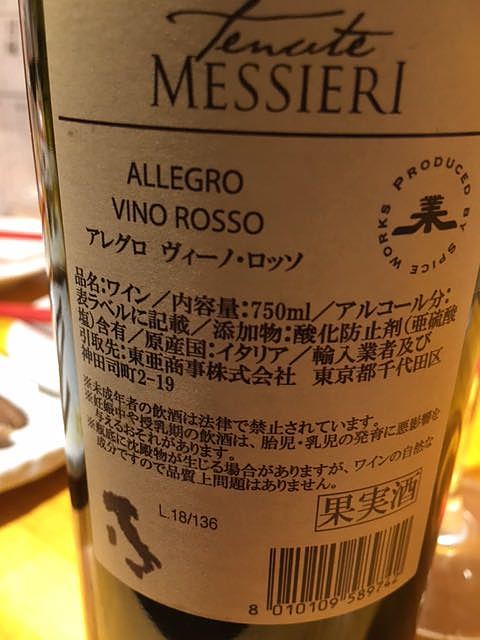 Tenute
MESSIERI
ALLEGRO
VINO ROSSO
アレグロ ヴィーノ・ロッソ
PRODUCED BY SPICE WORKS
業
品名:ワイン/内容量:750ml/アルコール分:
表ラベルに記載/添加物:酸化防止剤(亜硫酸
塩)含有/原産国:イタリア/輸入業者及び
引取先:東亜商事株式会社 東京都千代田区
神田司町2-19
※未成年者の飲酒は法律で禁止されています。
※妊娠中や授乳期の飲酒は、胎児・乳児の発育に悪影響を
与えるおそれがあります。
※瓶底に沈殿物が生じる場合がありますが、ワインの自然な
成分ですので品質上問題はありません。
L.18/136
果実酒
8 010109 5897